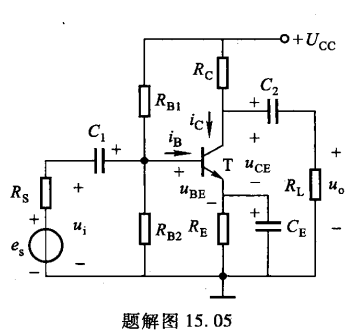 +U_CC
R_C
C_2
R_B1
i_C
C_1
i_B
T
u_CE
R_S
u_BE
R_L
u_o
u_i
R_B2
R_E
C_E
e_s
题解图 15.05